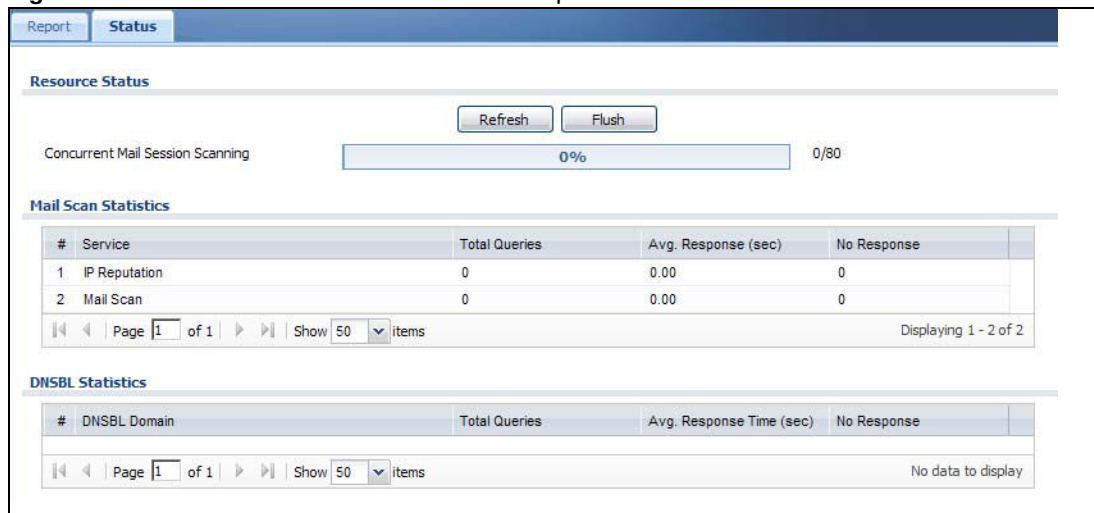 Report Status
Resource Status
Refresh Flush
Concurrent Mail Session Scanning 0% 0/80
Mail Scan Statistics
# Service Total Queries Avg. Response (sec) No Response
1 IP Reputation 0 0.00 0
2 Mail Scan 0 0.00 0
Page 1 of 1 Show 50 items Displaying 1 - 2 of 2
DNSBL Statistics
# DNSBL Domain Total Queries Avg. Response Time (sec) No Response
Page 1 of 1 Show 50 items No data to display